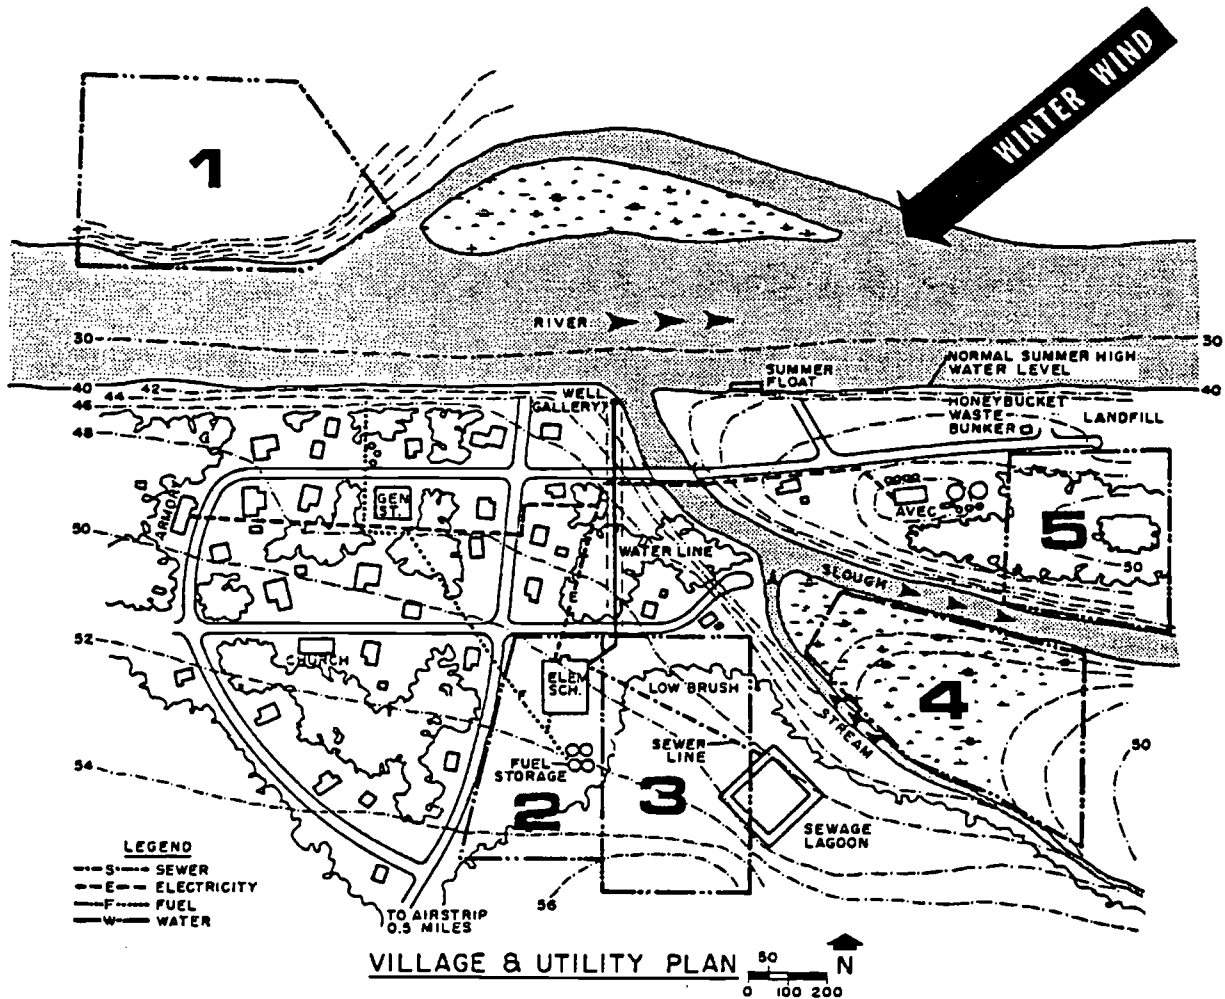 WINTER WIND
1
RIVER
30
30
NORMAL SUMMER HIGH
WATER LEVEL
SUMMER
FLOAT
40
42
44
46
48
40
WELL
GALLERY
HONEYBUCKET
WASTE
BUNKER
LANDFILL
ARMORY
GEN
ST.
AVEC
5
50
50
WATER LINE
E
SLOUGH
52
CHURCH
ELEM
SCH.
LOW BRUSH
4
F
STREAM
SEWER
LINE
50
54
FUEL
STORAGE
2
3
SEWAGE
LAGOON
LEGEND
S SEWER
E ELECTRICITY
F FUEL
W WATER
56
TO AIRSTRIP
0.5 MILES
VILLAGE & UTILITY PLAN
50
0 100 200
N